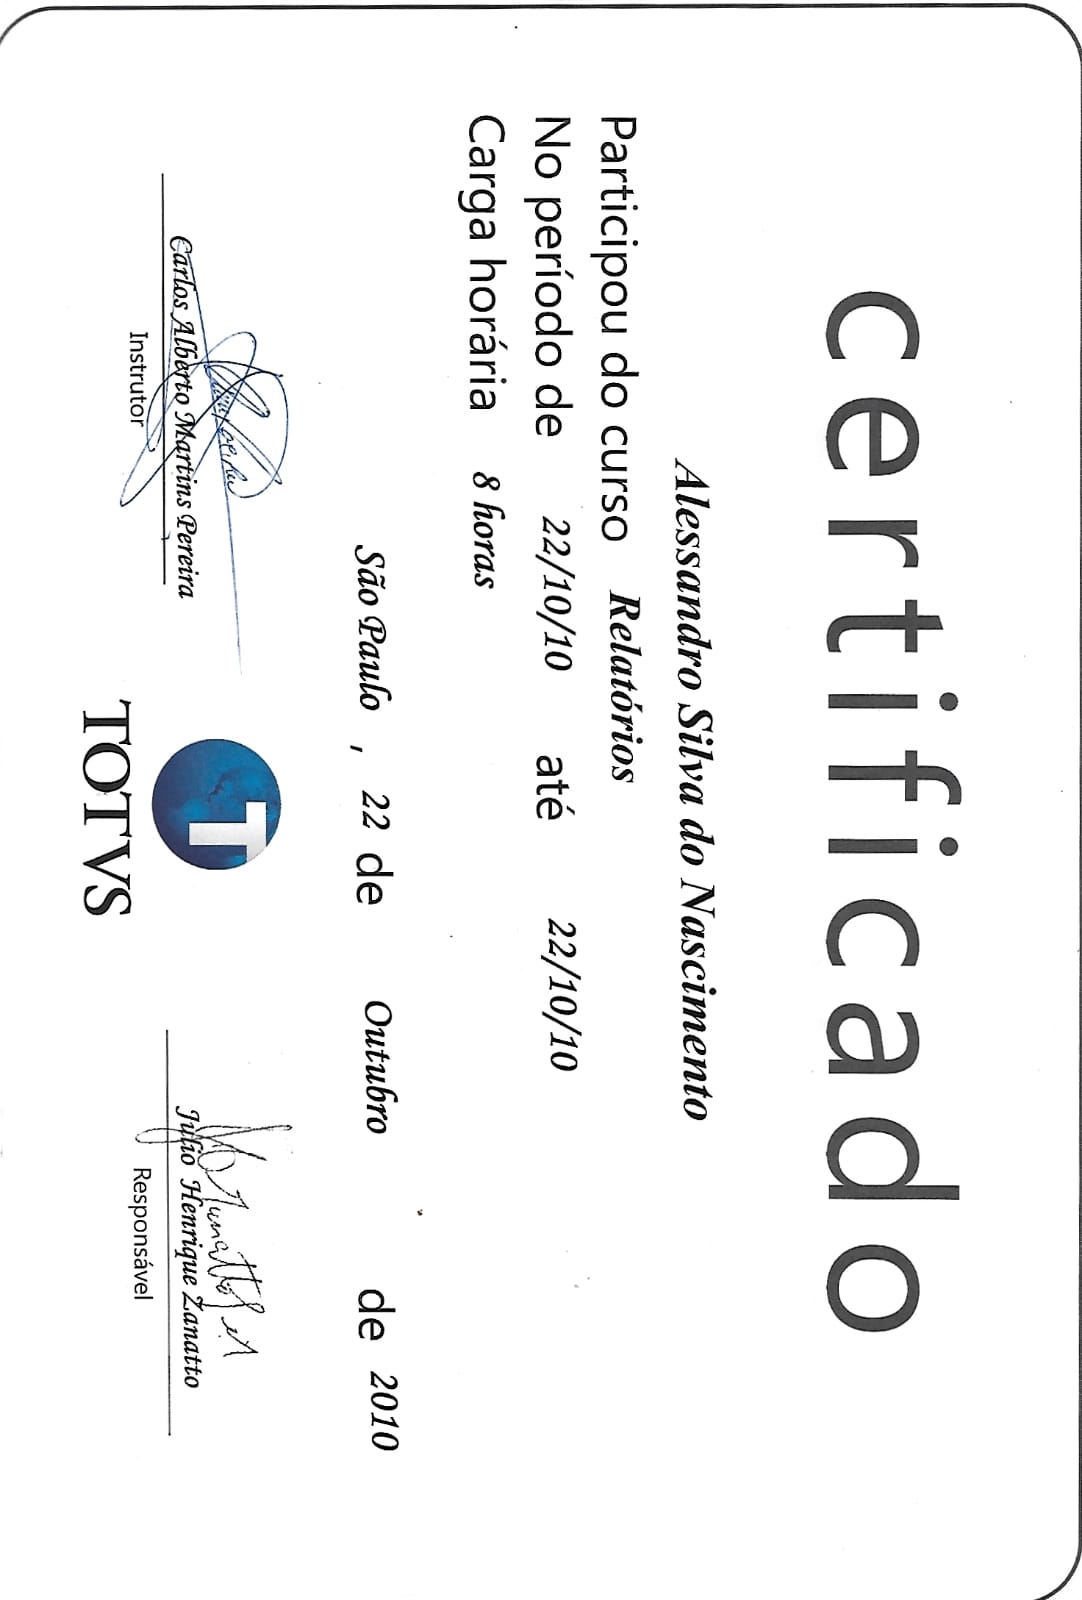 certificado
Alessandro Silva do Nascimento
Participou do curso Relatórios
No período de 22/10/10 até 22/10/10
Carga horária 8 horas
São Paulo , 22 de Outubro de 2010
Carlos Alberto Martins Pereira
Instrutor
T
TOTVS
Julio Henrique Zanatto
Responsável